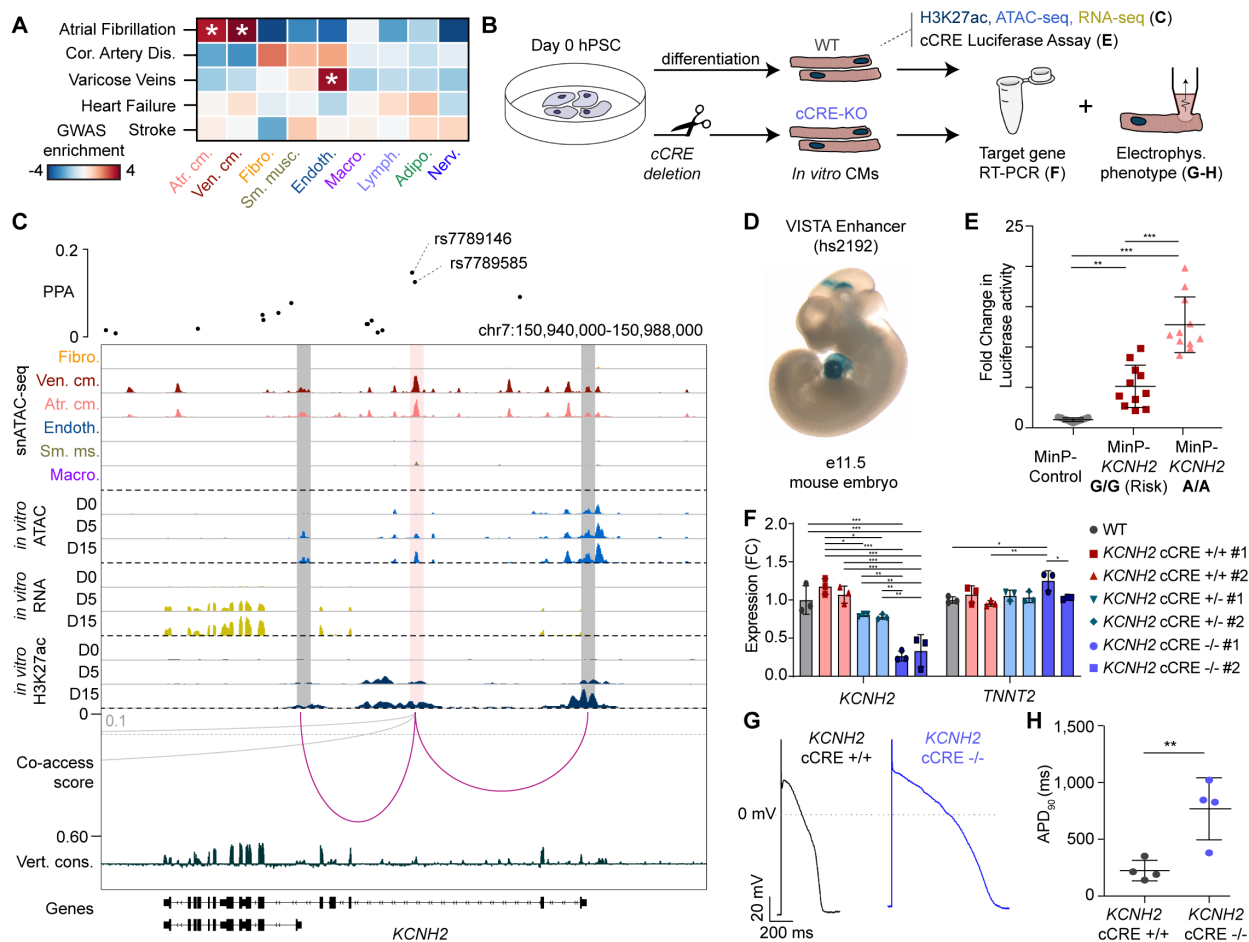 A
Atrial Fibrillation
Cor. Artery Dis.
Varicose Veins
Heart Failure
Stroke
GWAS
enrichment
-4
4
*
*
*
Atr. cm.
Ven. cm.
Fibro.
Sm. musc.
Endoth.
Macro.
Lymph.
Adipo.
Nerv.
B
Day 0 hPSC
differentiation
cCRE
deletion
WT
cCRE-KO
In vitro CMs
H3K27ac, ATAC-seq, RNA-seq (C)
cCRE Luciferase Assay (E)
+
Target gene
RT-PCR (F)
Electrophys.
phenotype (G-H)
C
0.2
PPA
0
rs7789146
rs7789585
chr7:150,940,000-150,988,000
snATAC-seq
Fibro.
Ven. cm.
Atr. cm.
Endoth.
Sm. ms.
Macro.
in vitro
ATAC
D0
D5
D15
in vitro
RNA
D0
D5
D15
in vitro
H3K27ac
D0
D5
D15
0
0.1
Co-access
score
0.60
Vert. cons.
Genes
KCNH2
D
VISTA Enhancer
(hs2192)
e11.5
mouse embryo
E
Fold Change in
Luciferase activity
25
0
***
***
**
MinP-
Control
MinP-
KCNH2
G/G (Risk)
MinP-
KCNH2
A/A
F
Expression (FC)
2.0
1.5
1.0
0.5
0.0
***
***
*
*
***
***
***
***
**
**
**
**
*
**
*
KCNH2
TNNT2
WT
KCNH2 cCRE +/+ #1
KCNH2 cCRE +/+ #2
KCNH2 cCRE +/- #1
KCNH2 cCRE +/- #2
KCNH2 cCRE -/- #1
KCNH2 cCRE -/- #2
G
KCNH2
cCRE +/+
KCNH2
cCRE -/-
0 mV
20 mV
200 ms
H
APD90 (ms)
1,500
1,000
500
0
**
KCNH2
cCRE +/+
KCNH2
cCRE -/-